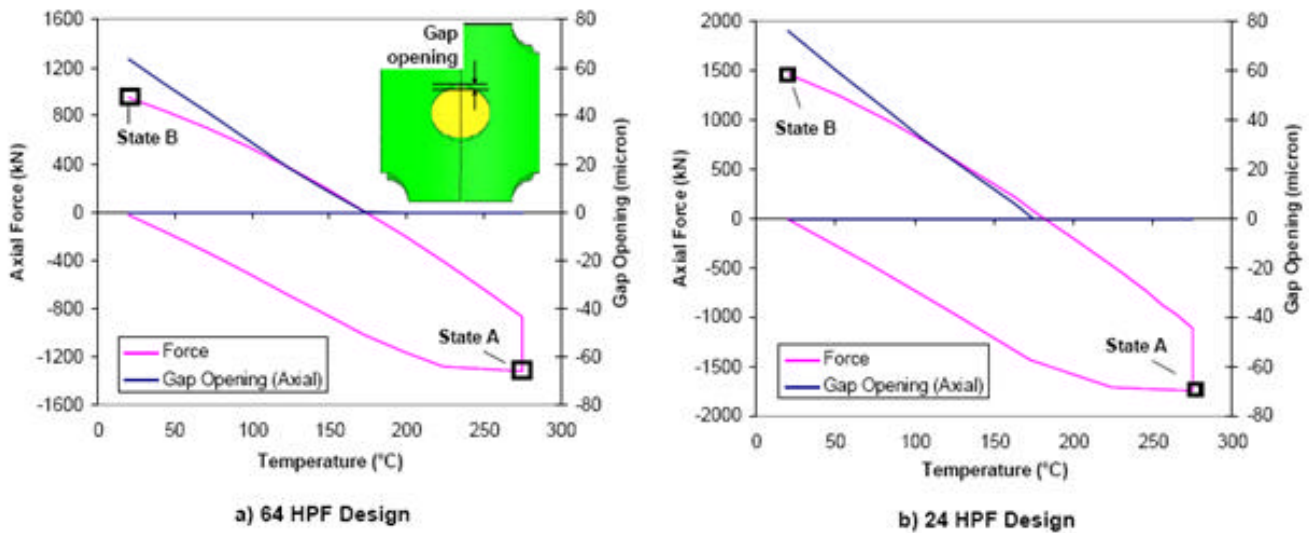 1600
1200
800
400
0
-400
-800
-1200
-1600
Axial Force (kN)
80
60
40
20
0
-20
-40
-60
-80
Gap Opening (micron)
Gap
opening
State B
State A
Force
Gap Opening (Axial)
0 50 100 150 200 250 300
Temperature (°C)
a) 64 HPF Design
2000
1500
1000
500
0
-500
-1000
-1500
-2000
Axial Force (kN)
80
60
40
20
0
-20
-40
-60
-80
Gap Opening (micron)
State B
State A
Force
Gap Opening (Axial)
0 50 100 150 200 250 300
Temperature (°C)
b) 24 HPF Design